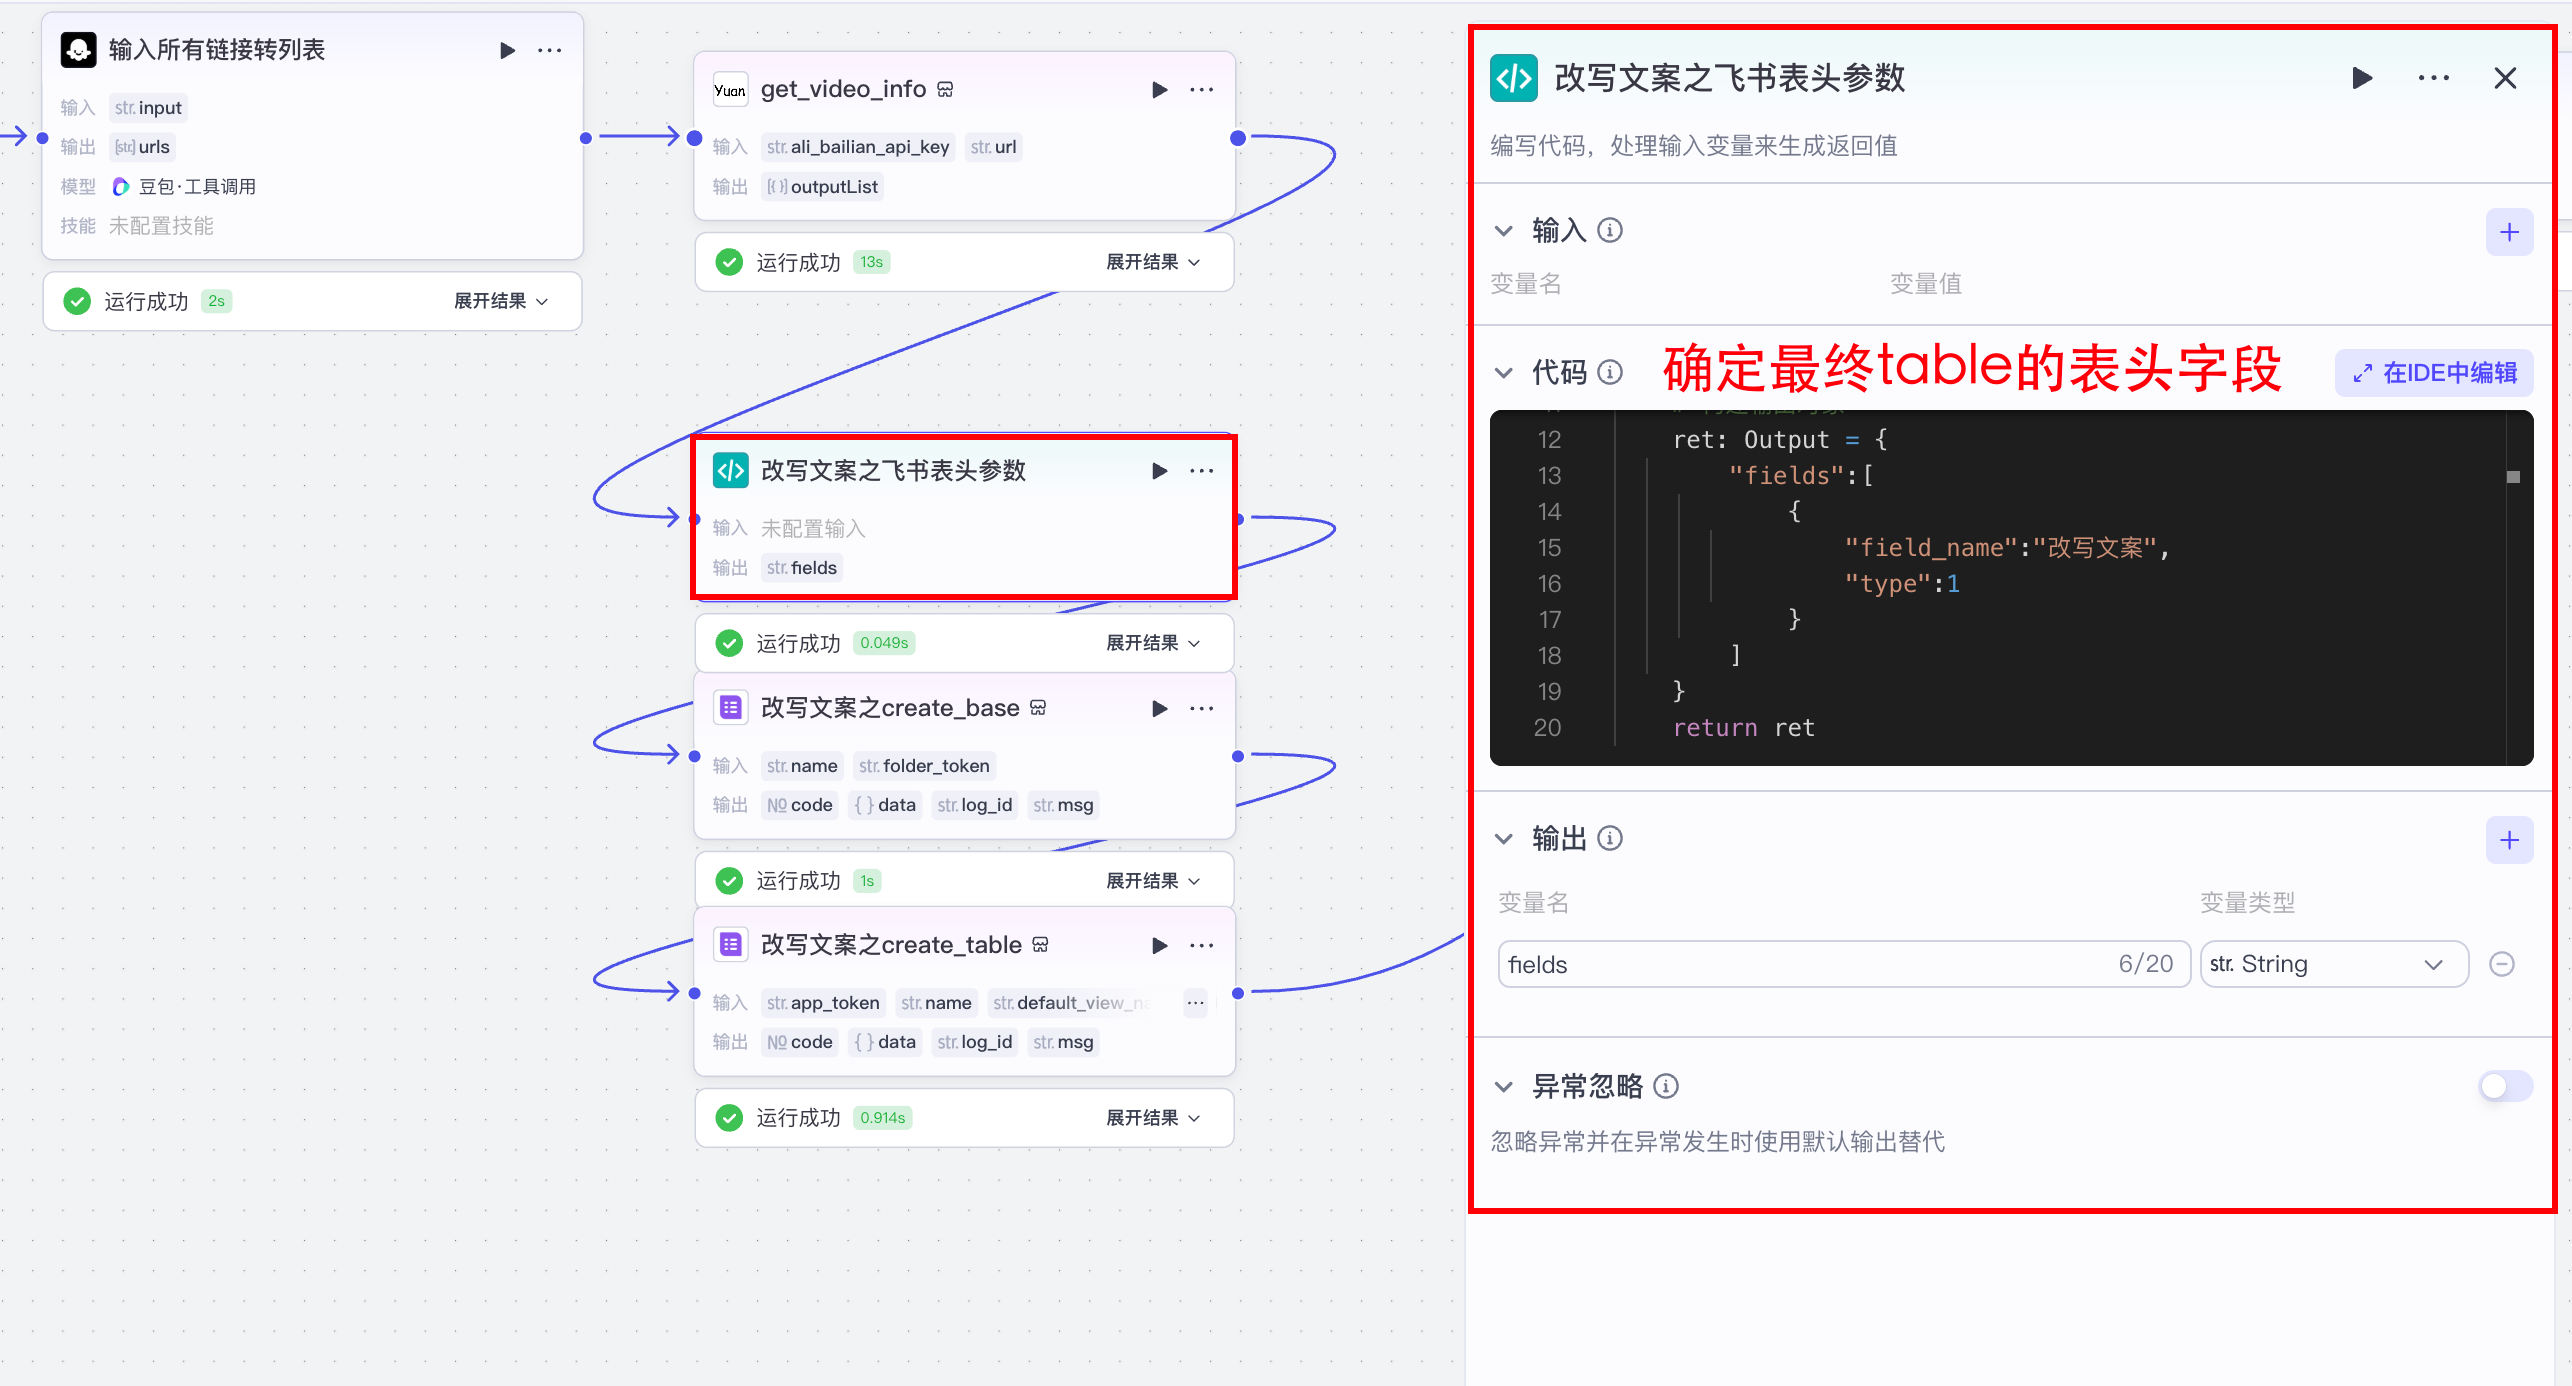 输入所有链接转列表
输入 str. input
输出 [str] urls
模型 豆包·工具调用
技能 未配置技能
运行成功 2s 展开结果
Yuan get_video_info
输入 str. ali_bailian_api_key str. url
输出 [{}] outputList
运行成功 13s 展开结果
改写文案之飞书表头参数
输入 未配置输入
输出 str. fields
运行成功 0.049s 展开结果
改写文案之create_base
输入 str. name str. folder_token
输出 № code { } data str. log_id str. msg
运行成功 1s 展开结果
改写文案之create_table
输入 str. app_token str. name str. default_view_na ...
输出 № code { } data str. log_id str. msg
运行成功 0.914s 展开结果
改写文案之飞书表头参数
编写代码，处理输入变量来生成返回值
输入
变量名 变量值
代码 确定最终table的表头字段 在IDE中编辑
12 ret: Output = {
13 "fields":[
14 {
15 "field_name":"改写文案",
16 "type":1
17 }
18 ]
19 }
20 return ret
输出
变量名 变量类型
fields 6/20 str. String
异常忽略
忽略异常并在异常发生时使用默认输出替代